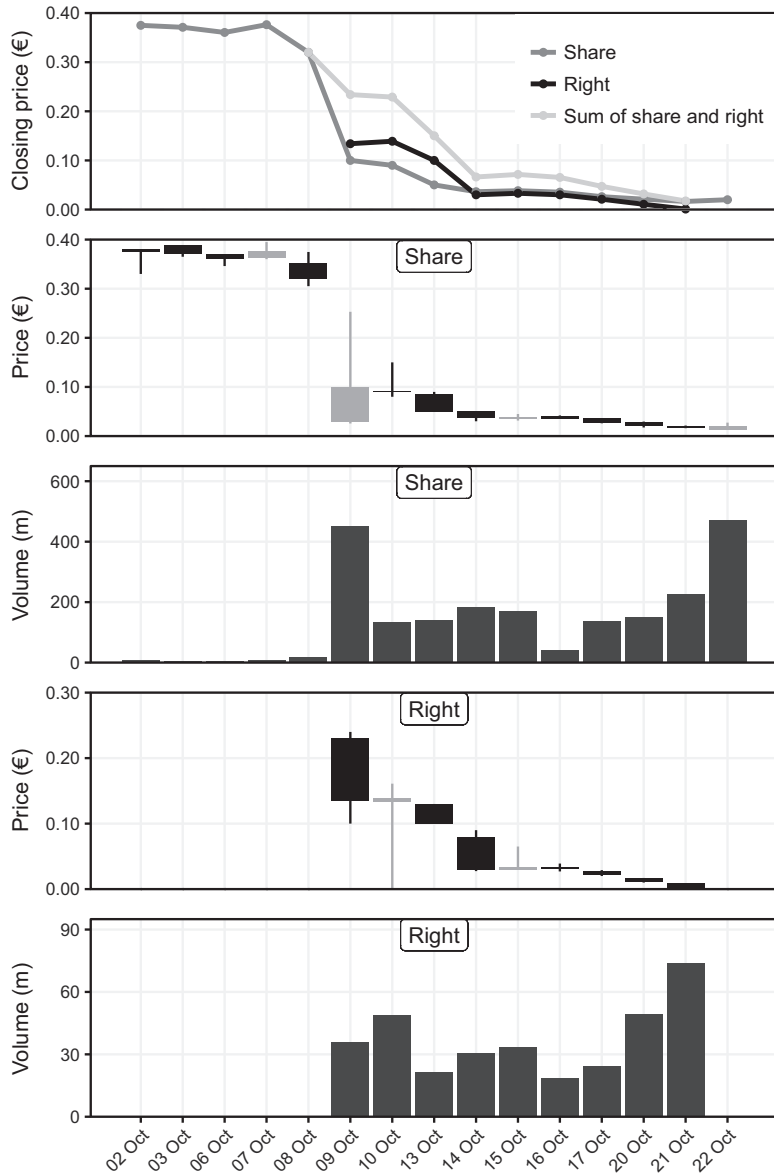 Closing price (€)
0.40
0.30
0.20
0.10
0.00
Share
Right
Sum of share and right
Price (€)
0.40
0.30
0.20
0.10
0.00
Share
Volume (m)
600
400
200
0
Share
Price (€)
0.30
0.20
0.10
0.00
Right
Volume (m)
90
60
30
0
Right
02 Oct
03 Oct
06 Oct
07 Oct
08 Oct
09 Oct
10 Oct
13 Oct
14 Oct
15 Oct
16 Oct
17 Oct
20 Oct
21 Oct
22 Oct